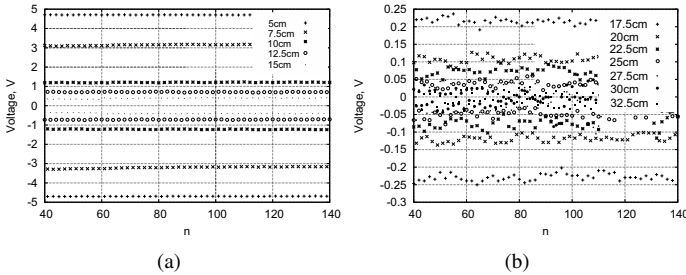 5
4
3
2
1
0
-1
-2
-3
-4
-5
40 60 80 100 120 140
Voltage, V
n
5cm
7.5cm
10cm
12.5cm
15cm
(a)
0.25
0.2
0.15
0.1
0.05
0
-0.05
-0.1
-0.15
-0.2
-0.25
-0.3
40 60 80 100 120 140
Voltage, V
n
17.5cm
20cm
22.5cm
25cm
27.5cm
30cm
32.5cm
(b)